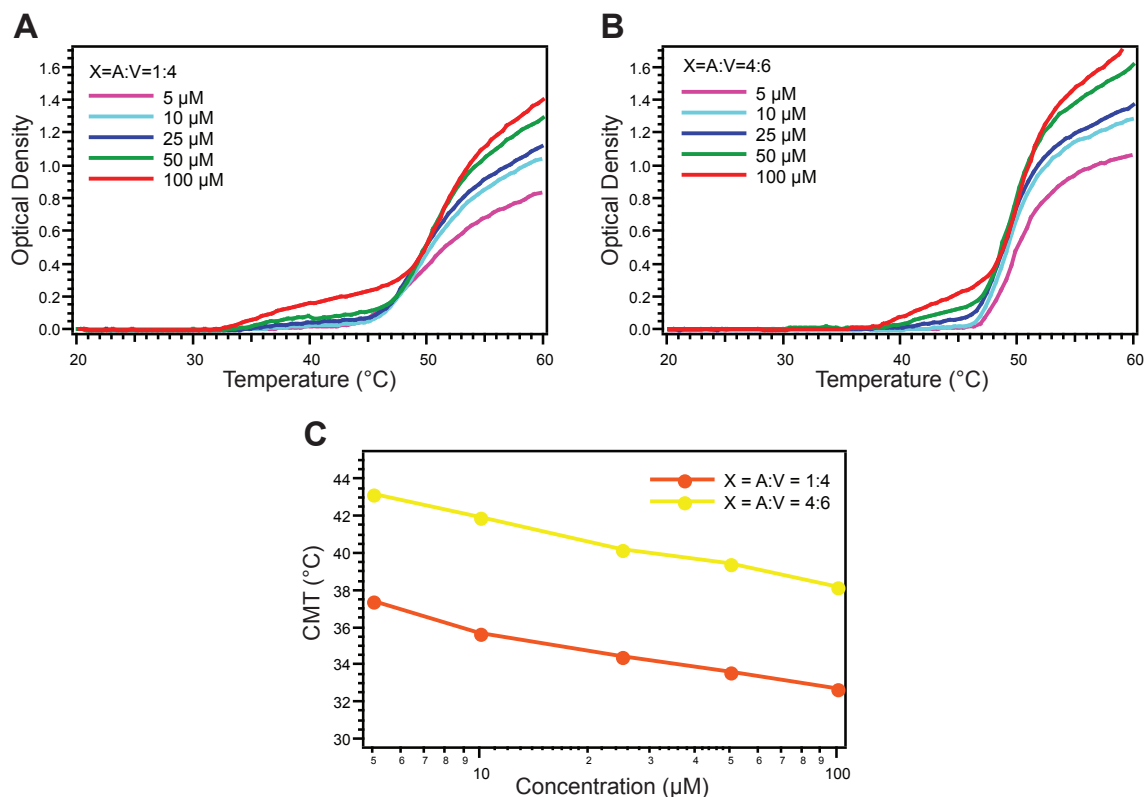 A
X=A:V=1:4
5 µM
10 µM
25 µM
50 µM
100 µM
Optical Density
1.6
1.4
1.2
1.0
0.8
0.6
0.4
0.2
0.0
20 30 40 50 60
Temperature (°C)
B
X=A:V=4:6
5 µM
10 µM
25 µM
50 µM
100 µM
Optical Density
1.6
1.4
1.2
1.0
0.8
0.6
0.4
0.2
0.0
20 30 40 50 60
Temperature (°C)
C
X = A:V = 1:4
X = A:V = 4:6
CMT (°C)
44
42
40
38
36
34
32
30
5 6 7 8 9 2 3 4 5 6 7 8 9
10 100
Concentration (µM)